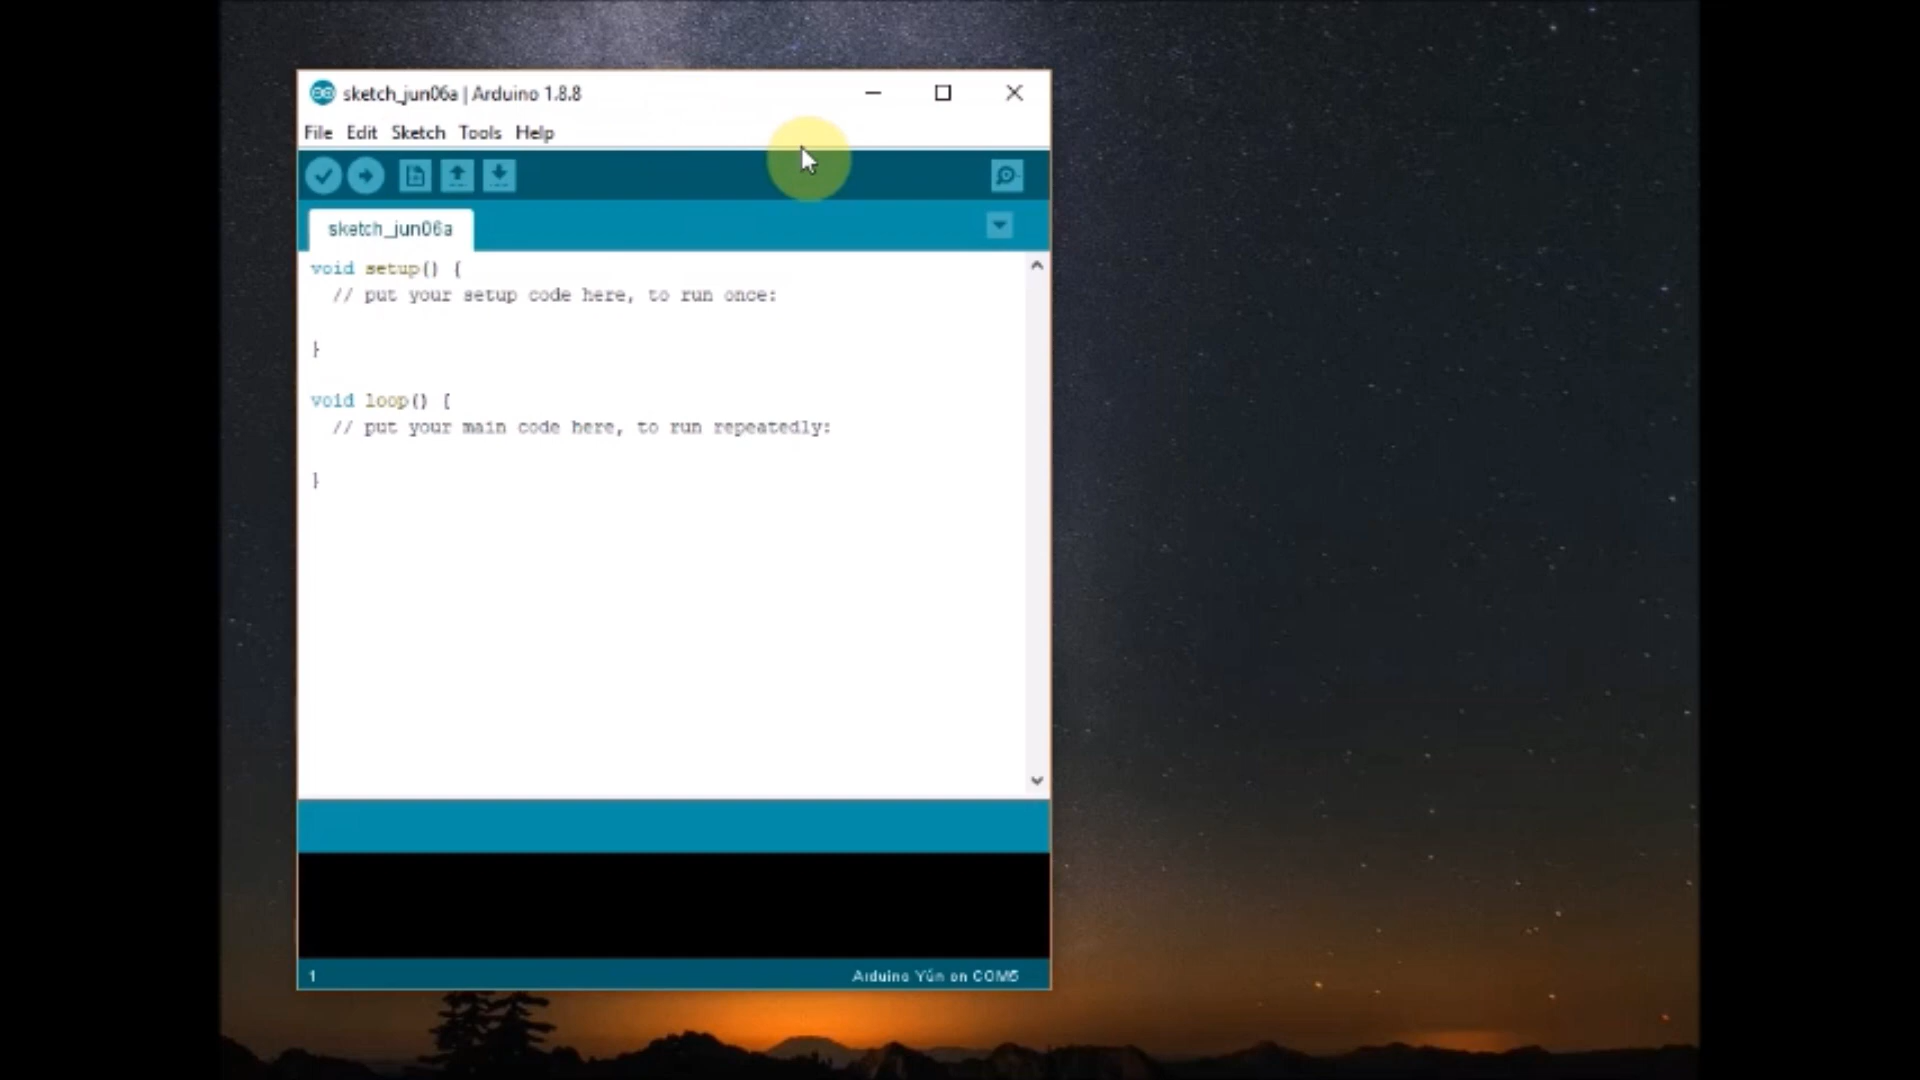 sketch_jun06a | Arduino 1.8.8
File Edit Sketch Tools Help
sketch_jun06a
void setup() {
  // put your setup code here, to run once:
}
void loop() {
  // put your main code here, to run repeatedly:
}
1
Arduino Yún on COM5